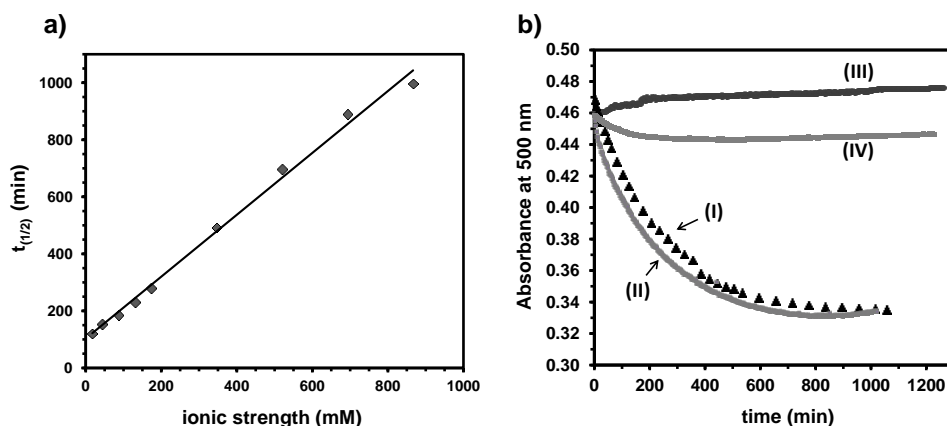 a)
t(1/2) (min)
1000
800
600
400
200
0
0 200 400 600 800 1000
ionic strength (mM)
b)
Absorbance at 500 nm
0.50
0.48
0.46
0.44
0.42
0.40
0.38
0.36
0.34
0.32
0.30
(III)
(IV)
(I)
(II)
0 200 400 600 800 1000 1200
time (min)